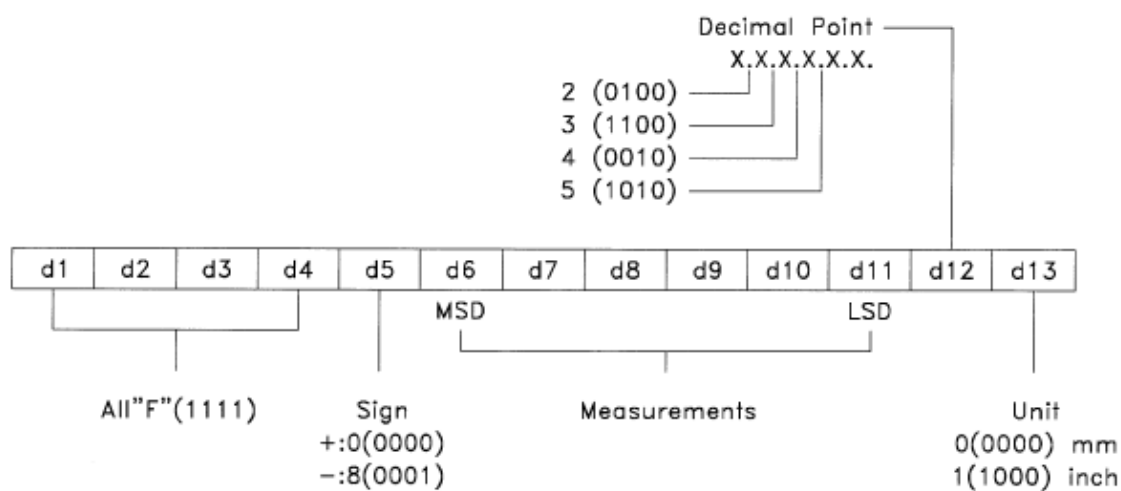 Decimal Point
X.X.X.X.X.X.
2 (0100)
3 (1100)
4 (0010)
5 (1010)
d1 d2 d3 d4 d5 d6 d7 d8 d9 d10 d11 d12 d13
MSD LSD
All"F"(1111) Sign Measurements Unit
+:0(0000) 0(0000) mm
-:8(0001) 1(1000) inch